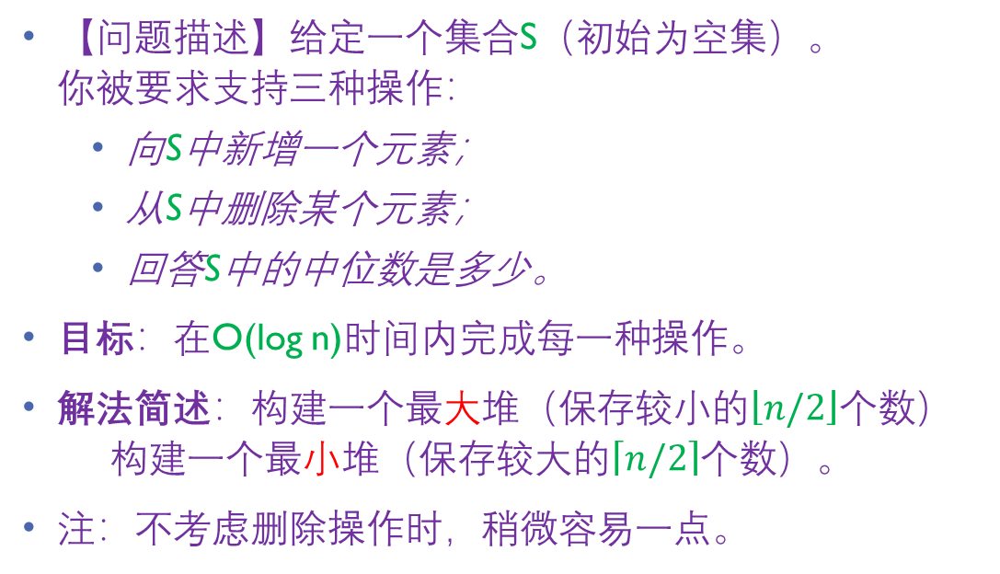 • 【问题描述】给定一个集合S（初始为空集）。
你被要求支持三种操作：
• 向S中新增一个元素；
• 从S中删除某个元素；
• 回答S中的中位数是多少。
• 目标：在O(log n)时间内完成每一种操作。
• 解法简述：构建一个最大堆（保存较小的⌊n/2⌋个数）
构建一个最小堆（保存较大的⌈n/2⌉个数）。
• 注：不考虑删除操作时，稍微容易一点。